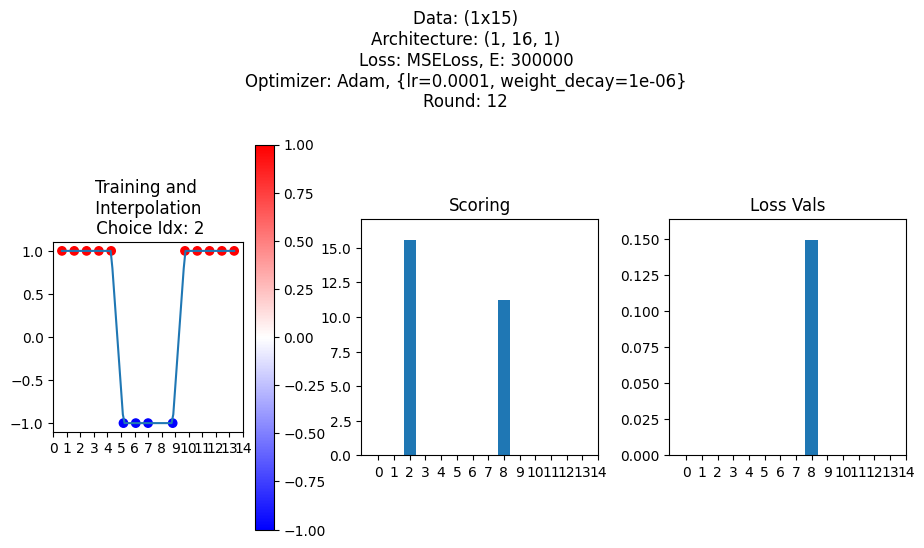 Data: (1x15)
Architecture: (1, 16, 1)
Loss: MSELoss, E: 300000
Optimizer: Adam, {lr=0.0001, weight_decay=1e-06}
Round: 12
Training and
Interpolation
Choice Idx: 2
1.0
0.5
0.0
−0.5
−1.0
0 1 2 3 4 5 6 7 8 9 10 11 12 13 14
1.00
0.75
0.50
0.25
0.00
−0.25
−0.50
−0.75
−1.00
Scoring
15.0
12.5
10.0
7.5
5.0
2.5
0.0
0 1 2 3 4 5 6 7 8 9 10 11 12 13 14
Loss Vals
0.150
0.125
0.100
0.075
0.050
0.025
0.000
0 1 2 3 4 5 6 7 8 9 10 11 12 13 14